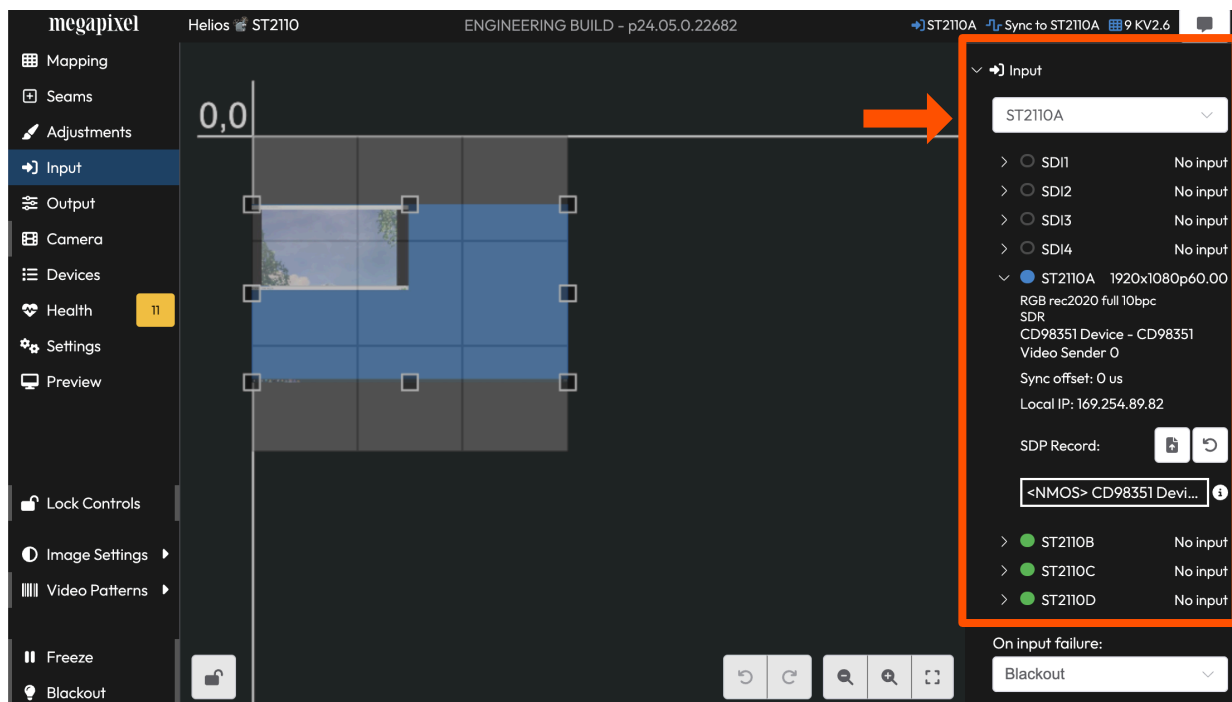 megapixel
Helios ST2110
ENGINEERING BUILD - p24.05.0.22682
ST2110A Sync to ST2110A 9 KV2.6
Mapping
Seams
Adjustments
Input
Output
Camera
Devices
Health 11
Settings
Preview
Lock Controls
Image Settings
Video Patterns
Freeze
Blackout
0,0
Input
ST2110A
SDI1 No input
SDI2 No input
SDI3 No input
SDI4 No input
ST2110A 1920x1080p60.00
RGB rec2020 full 10bpc
SDR
CD98351 Device - CD98351
Video Sender 0
Sync offset: 0 us
Local IP: 169.254.89.82
SDP Record:
<NMOS> CD98351 Devi...
ST2110B No input
ST2110C No input
ST2110D No input
On input failure:
Blackout